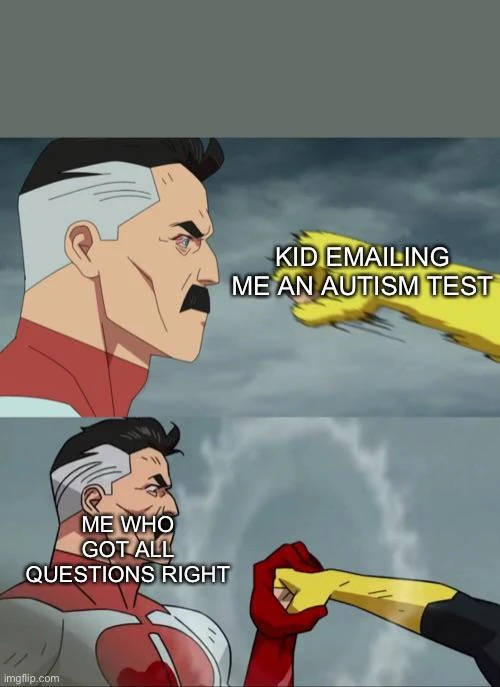 KID EMAILING
ME AN AUTISM TEST
ME WHO
GOT ALL
QUESTIONS RIGHT
imgflip.com